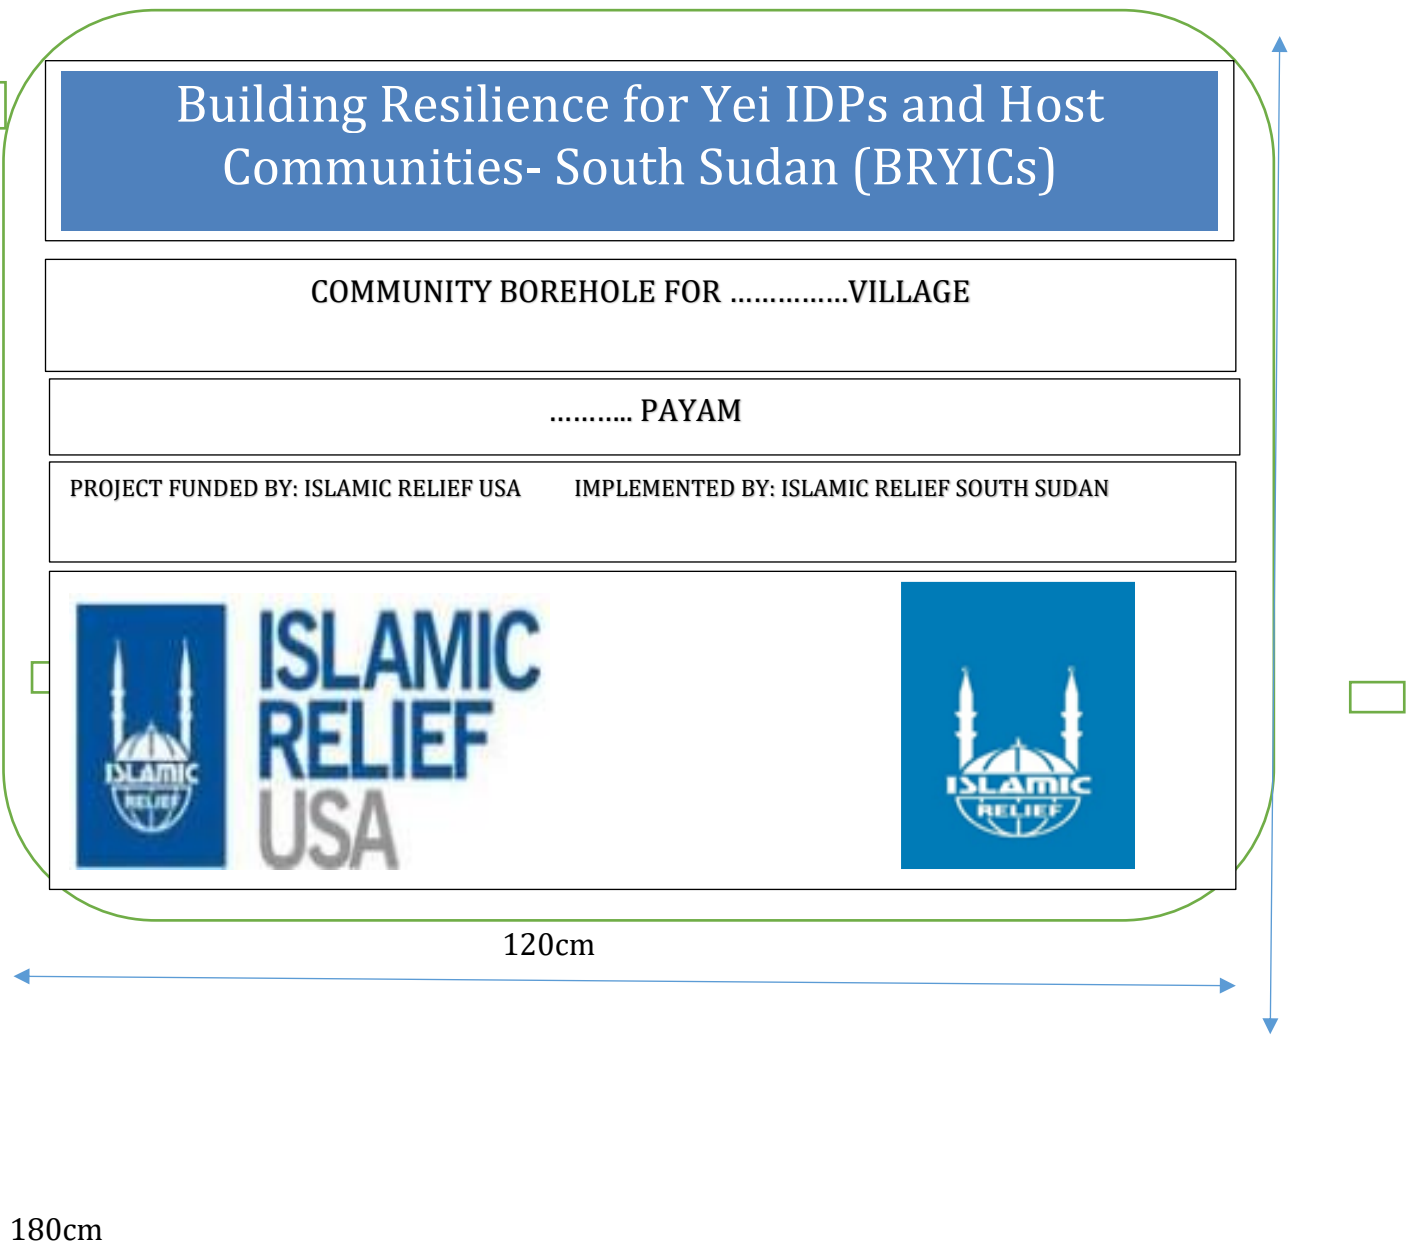 Building Resilience for Yei IDPs and Host
Communities- South Sudan (BRYICs)
COMMUNITY BOREHOLE FOR ……………VILLAGE
……….. PAYAM
PROJECT FUNDED BY: ISLAMIC RELIEF USA IMPLEMENTED BY: ISLAMIC RELIEF SOUTH SUDAN
ISLAMIC
RELIEF
ISLAMIC
RELIEF
USA
ISLAMIC
RELIEF
120cm
180cm